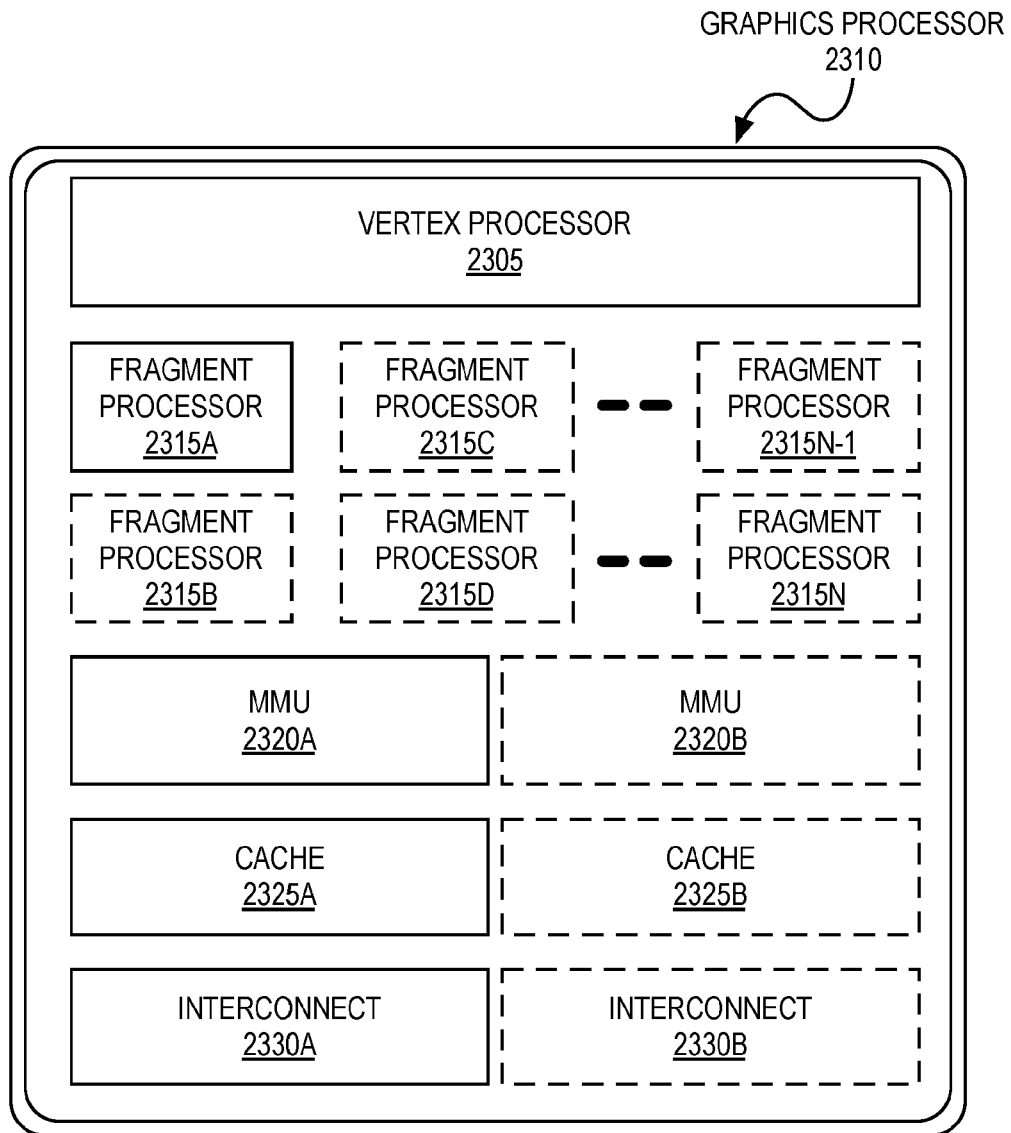 GRAPHICS PROCESSOR
2310
VERTEX PROCESSOR
2305
FRAGMENT
PROCESSOR
2315A
FRAGMENT
PROCESSOR
2315C
FRAGMENT
PROCESSOR
2315N-1
FRAGMENT
PROCESSOR
2315B
FRAGMENT
PROCESSOR
2315D
FRAGMENT
PROCESSOR
2315N
MMU
2320A
MMU
2320B
CACHE
2325A
CACHE
2325B
INTERCONNECT
2330A
INTERCONNECT
2330B